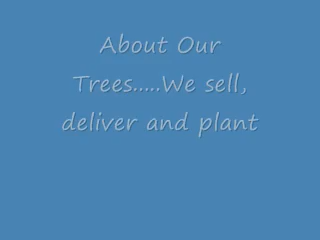 About Our
Trees.....We sell,
deliver and plant